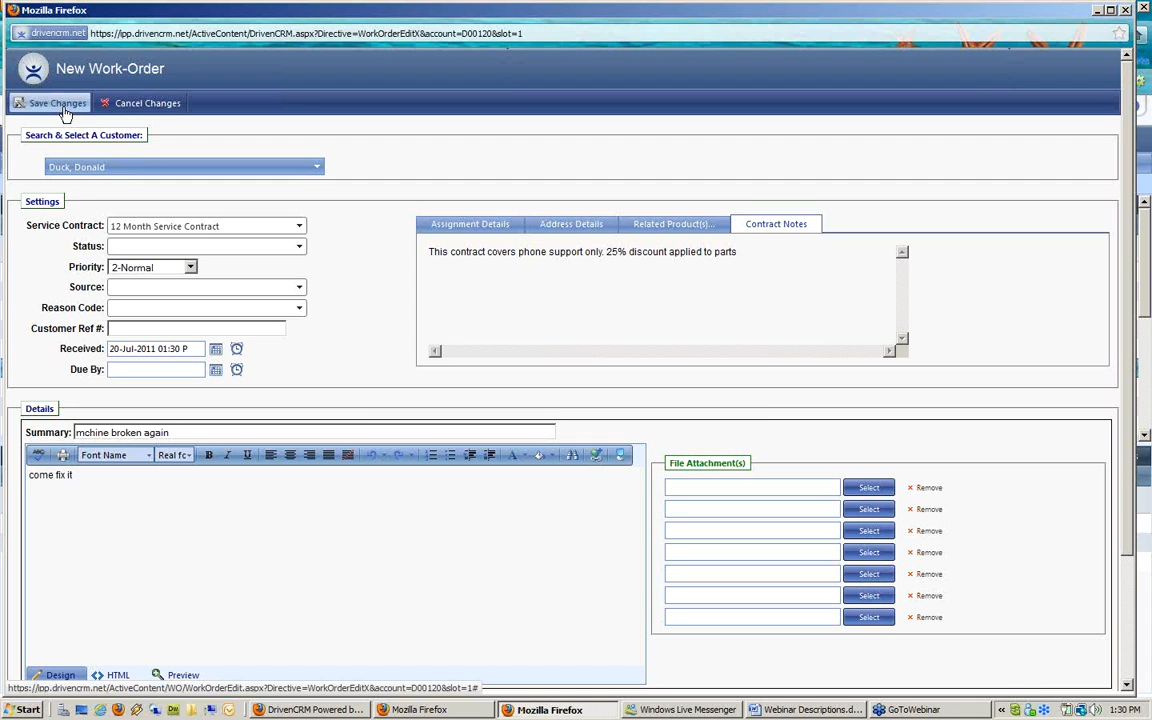 Mozilla Firefox
drivencrm.net https://ipp.drivencrm.net/ActiveContent/DrivenCRM.aspx?Directive=WorkOrderEditX&account=D00120&slot=1
New Work-Order
Save Changes Cancel Changes
Search & Select A Customer:
Duck, Donald
Settings
Service Contract: 12 Month Service Contract
Status:
Priority: 2-Normal
Source:
Reason Code:
Customer Ref #:
Received: 20-Jul-2011 01:30 P
Due By:
Assignment Details Address Details Related Product(s)... Contract Notes
This contract covers phone support only. 25% discount applied to parts
Details
Summary: mchine broken again
Font Name Real fc B I U A
come fix it
Design HTML Preview
File Attachment(s)
Select Remove
Select Remove
Select Remove
Select Remove
Select Remove
Select Remove
Select Remove
https://ipp.drivencrm.net/ActiveContent/WO/WorkOrderEdit.aspx?Directive=WorkOrderEditX&account=D00120&slot=1#
Start DrivenCRM Powered b... Mozilla Firefox Mozilla Firefox Windows Live Messenger Webinar Descriptions.d... GoToWebinar 1:30 PM